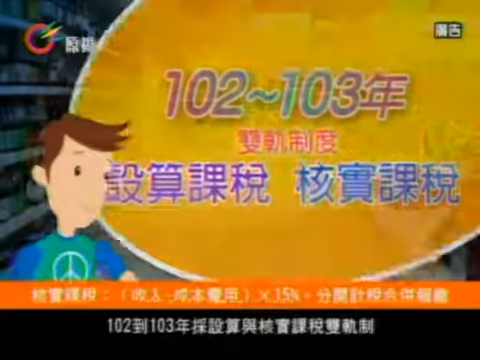 原視
廣告
102~103年
雙軌制度
設算課稅 核實課稅
核實課稅：（收入-成本費用）×15%，分開計稅合併報繳
102到103年採設算與核實課稅雙軌制